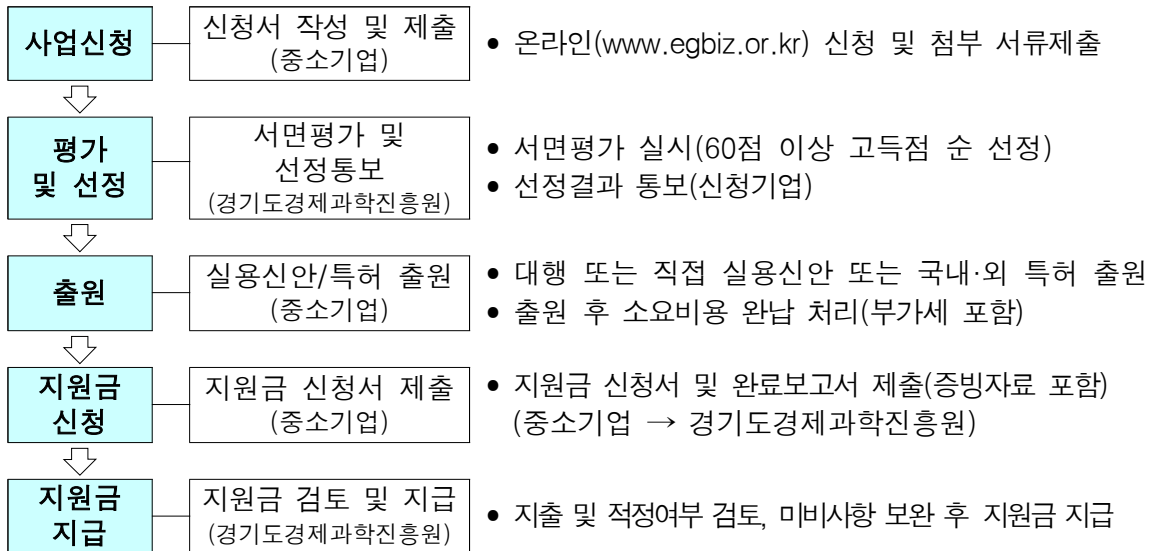 사업신청
신청서 작성 및 제출
(중소기업)
• 온라인(www.egbiz.or.kr) 신청 및 첨부 서류제출
평가
및 선정
서면평가 및
선정통보
(경기도경제과학진흥원)
• 서면평가 실시(60점 이상 고득점 순 선정)
• 선정결과 통보(신청기업)
출원
실용신안/특허 출원
(중소기업)
• 대행 또는 직접 실용신안 또는 국내·외 특허 출원
• 출원 후 소요비용 완납 처리(부가세 포함)
지원금
신청
지원금 신청서 제출
(중소기업)
• 지원금 신청서 및 완료보고서 제출(증빙자료 포함)
(중소기업 → 경기도경제과학진흥원)
지원금
지급
지원금 검토 및 지급
(경기도경제과학진흥원)
• 지출 및 적정여부 검토, 미비사항 보완 후 지원금 지급